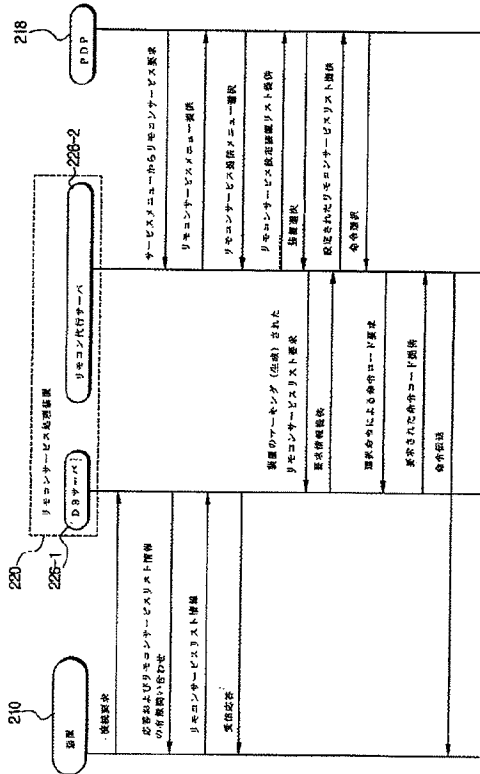 210
装置
220
リモコンサービス処理装置
226-1
DBサーバ
226-2
リモコン代行サーバ
218
PDP
接続要求
応答およびリモコンサービスリスト情報
の有無問い合わせ
リモコンサービスリスト情報
受信応答
サービスメニューからリモコンサービス要求
リモコンサービスメニュー提供
リモコンサービス提供メニュー選択
リモコンサービス設定装置リスト提供
装置選択
装置のマーキング（生成）された
リモコンサービスリスト要求
要求情報提供
設定されたリモコンサービスリスト提供
命令選択
選択命令による命令コード要求
要求された命令コード提供
命令伝送